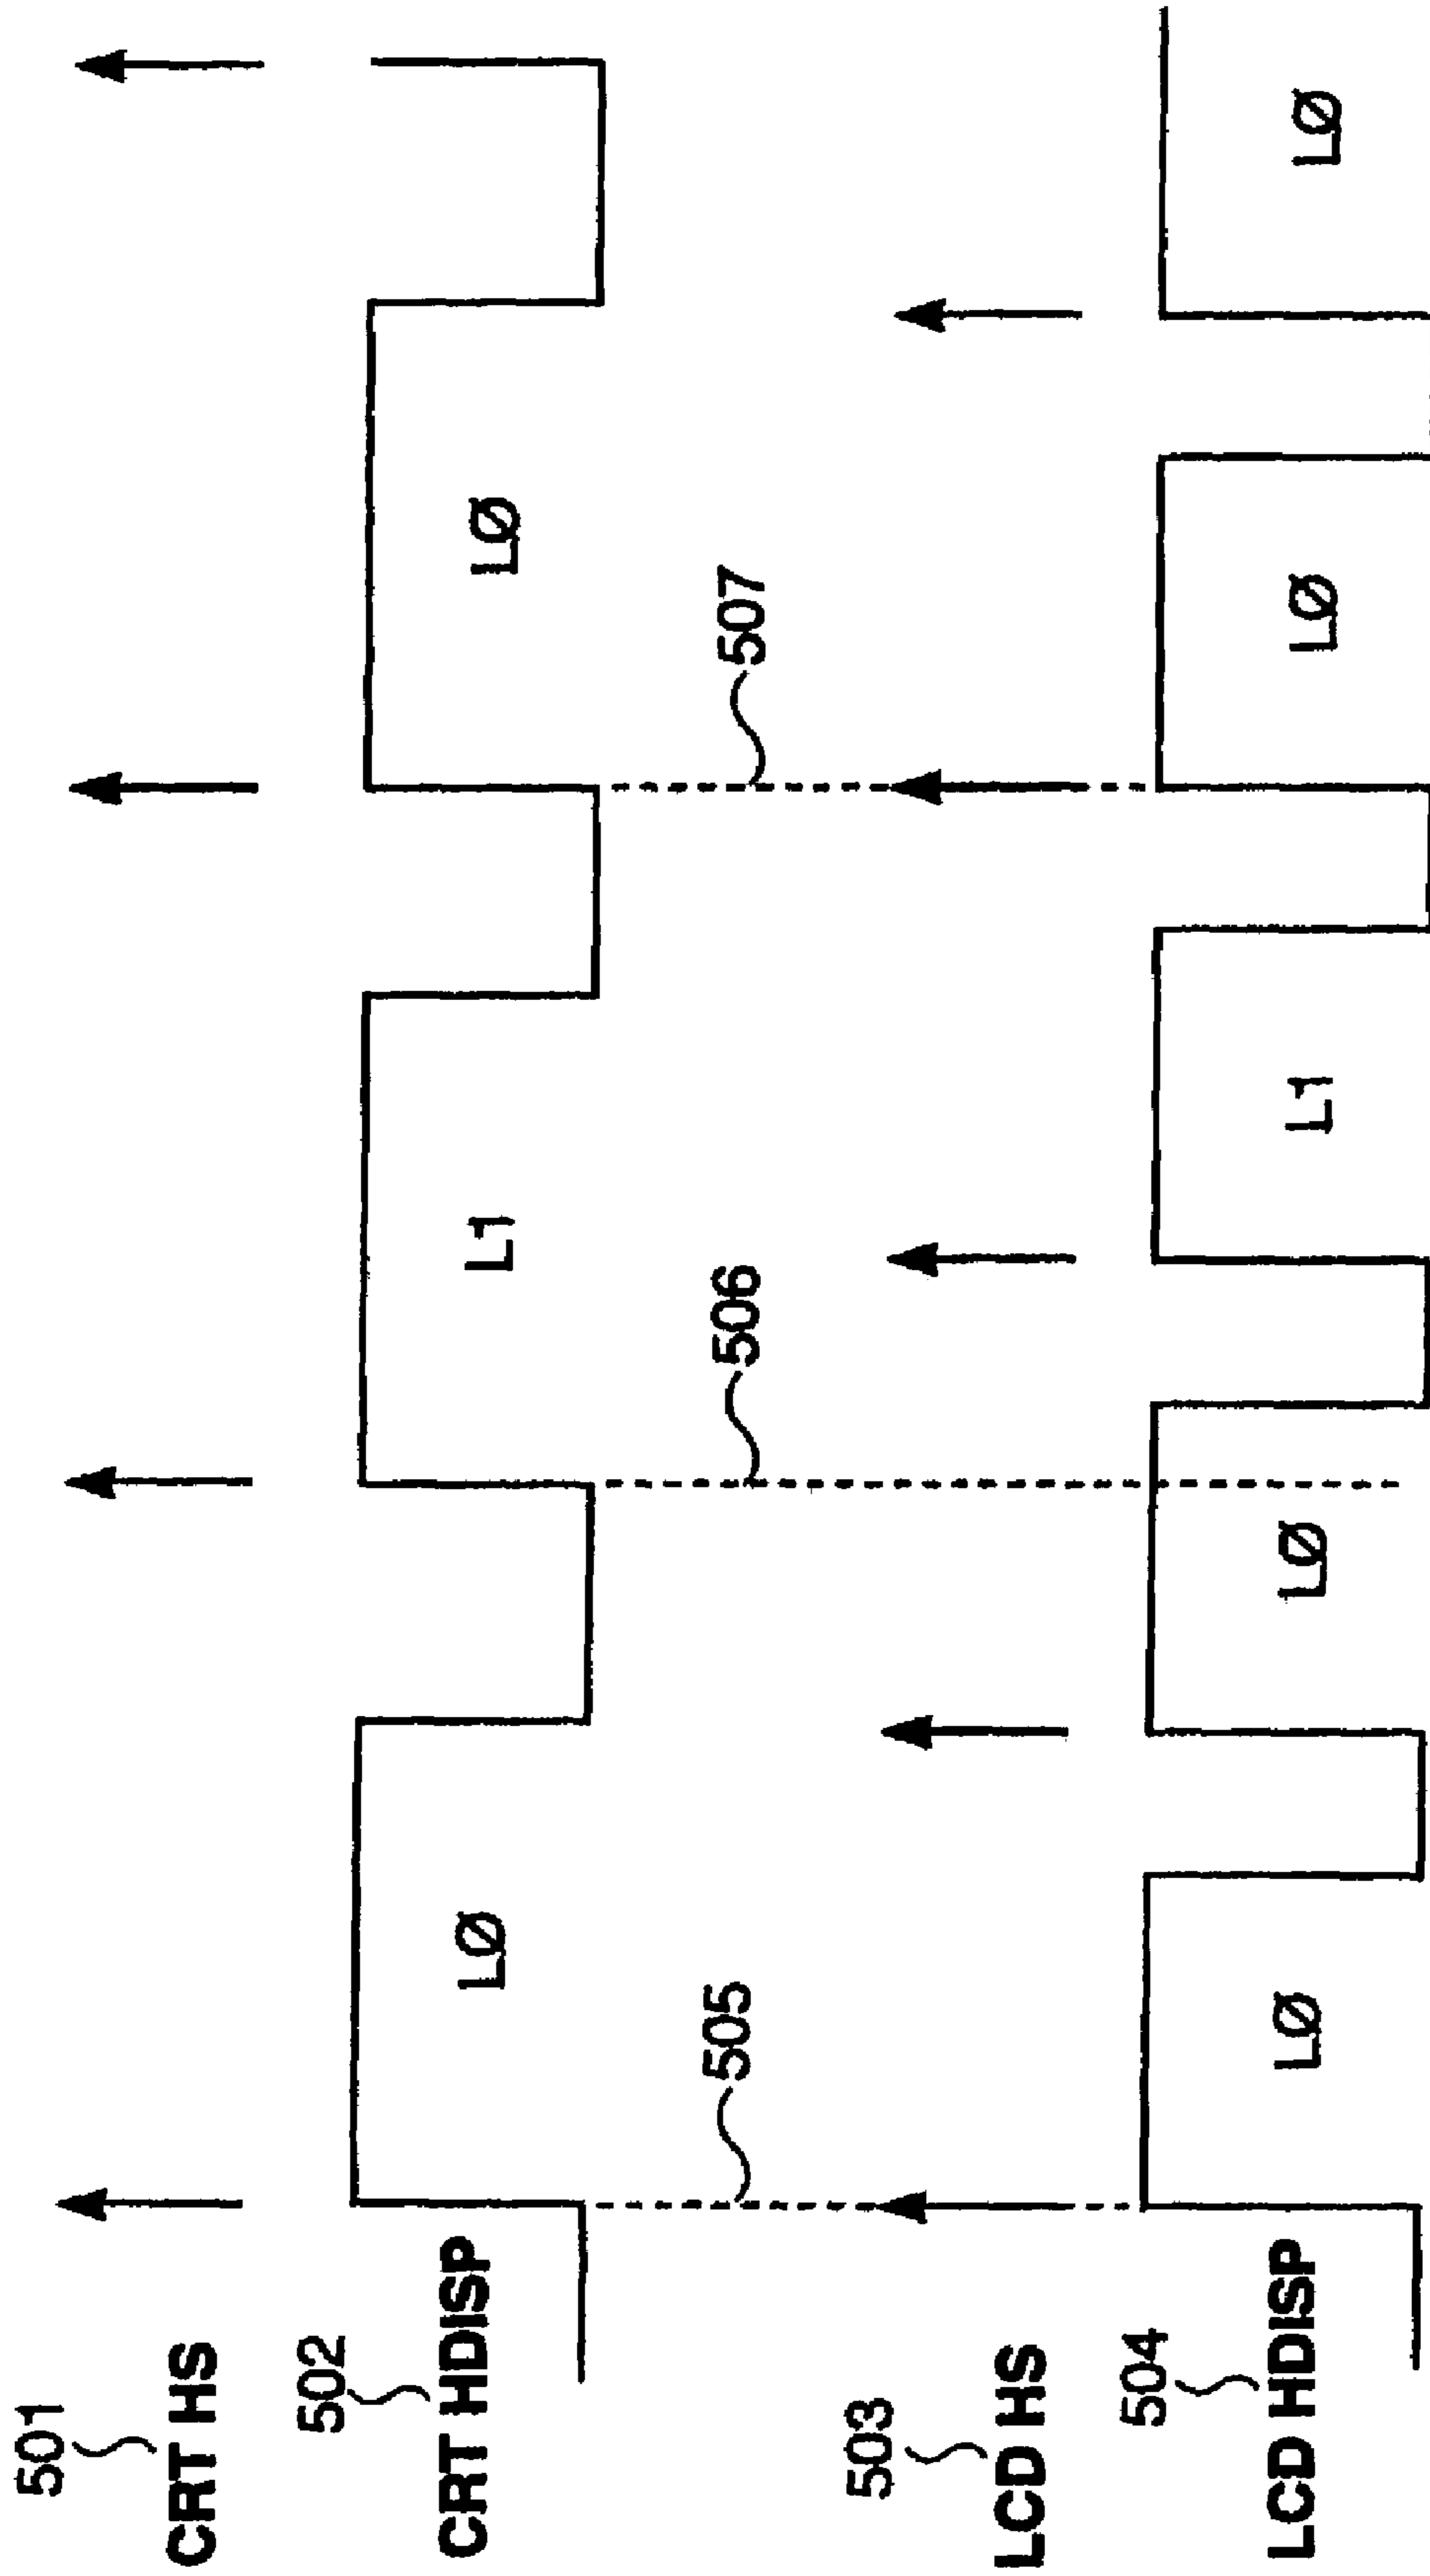 501
CRT HS
502
CRT HDISP
LØ
L1
LØ
505
506
507
503
LCD HS
504
LCD HDISP
LØ
LØ
L1
LØ
LØ